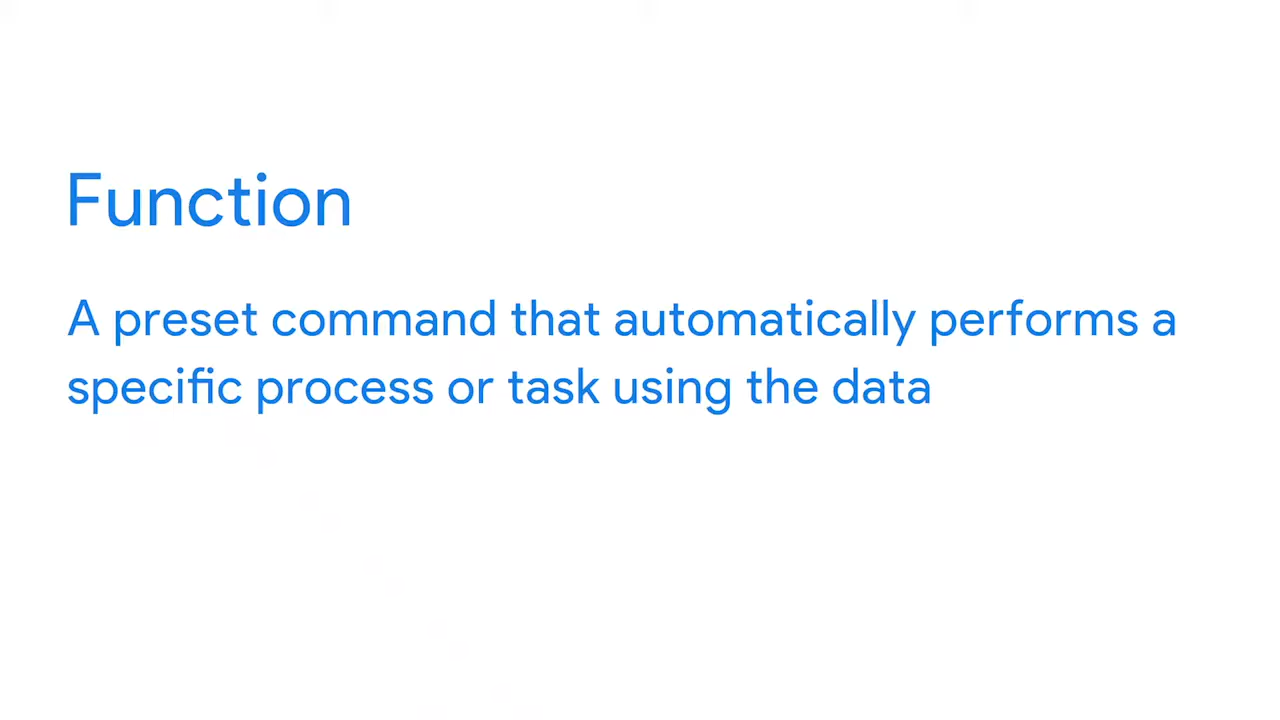 Function
A preset command that automatically performs a
specific process or task using the data